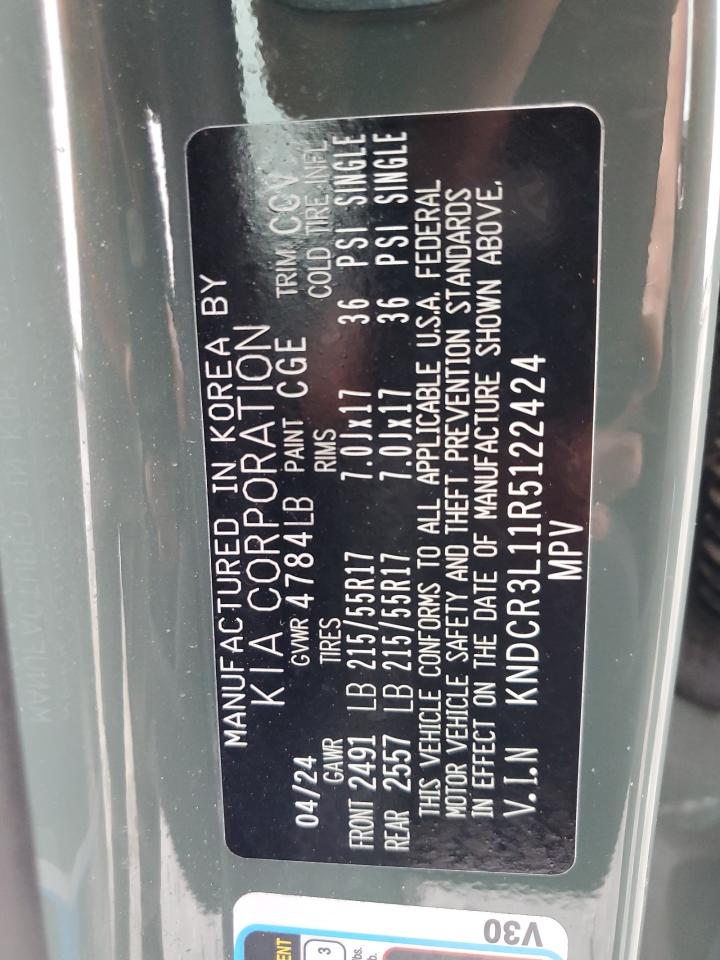 MANUFACTURED IN KOREA BY
KIA CORPORATION
04/24 GVWR 4784LB PAINT CGE TRIM CCV
GAWR TIRES RIMS COLD TIRE INFL
FRONT 2491 LB 215/55R17 7.0Jx17 36 PSI SINGLE
REAR 2557 LB 215/55R17 7.0Jx17 36 PSI SINGLE
THIS VEHICLE CONFORMS TO ALL APPLICABLE U.S.A. FEDERAL
MOTOR VEHICLE SAFETY AND THEFT PREVENTION STANDARDS
IN EFFECT ON THE DATE OF MANUFACTURE SHOWN ABOVE.
V.I.N KNDCR3L11R5122424
MPV
V30
3